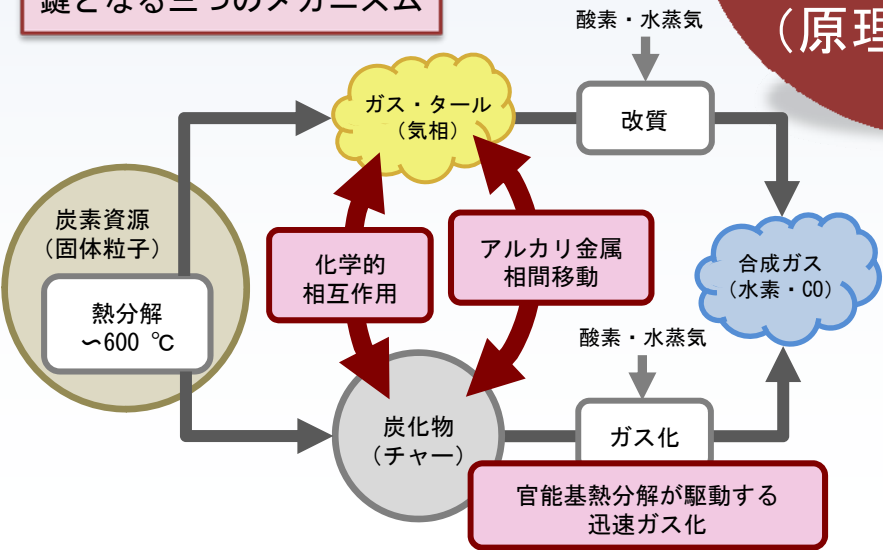 鍵となる三つのメカニズム
(原理
酸素・水蒸気
ガス・タール
(気相)
改質
炭素資源
(固体粒子)
熱分解
~600 ℃
化学的
相互作用
アルカリ金属
相間移動
合成ガス
(水素・CO)
酸素・水蒸気
炭化物
(チャー)
ガス化
官能基熱分解が駆動する
迅速ガス化